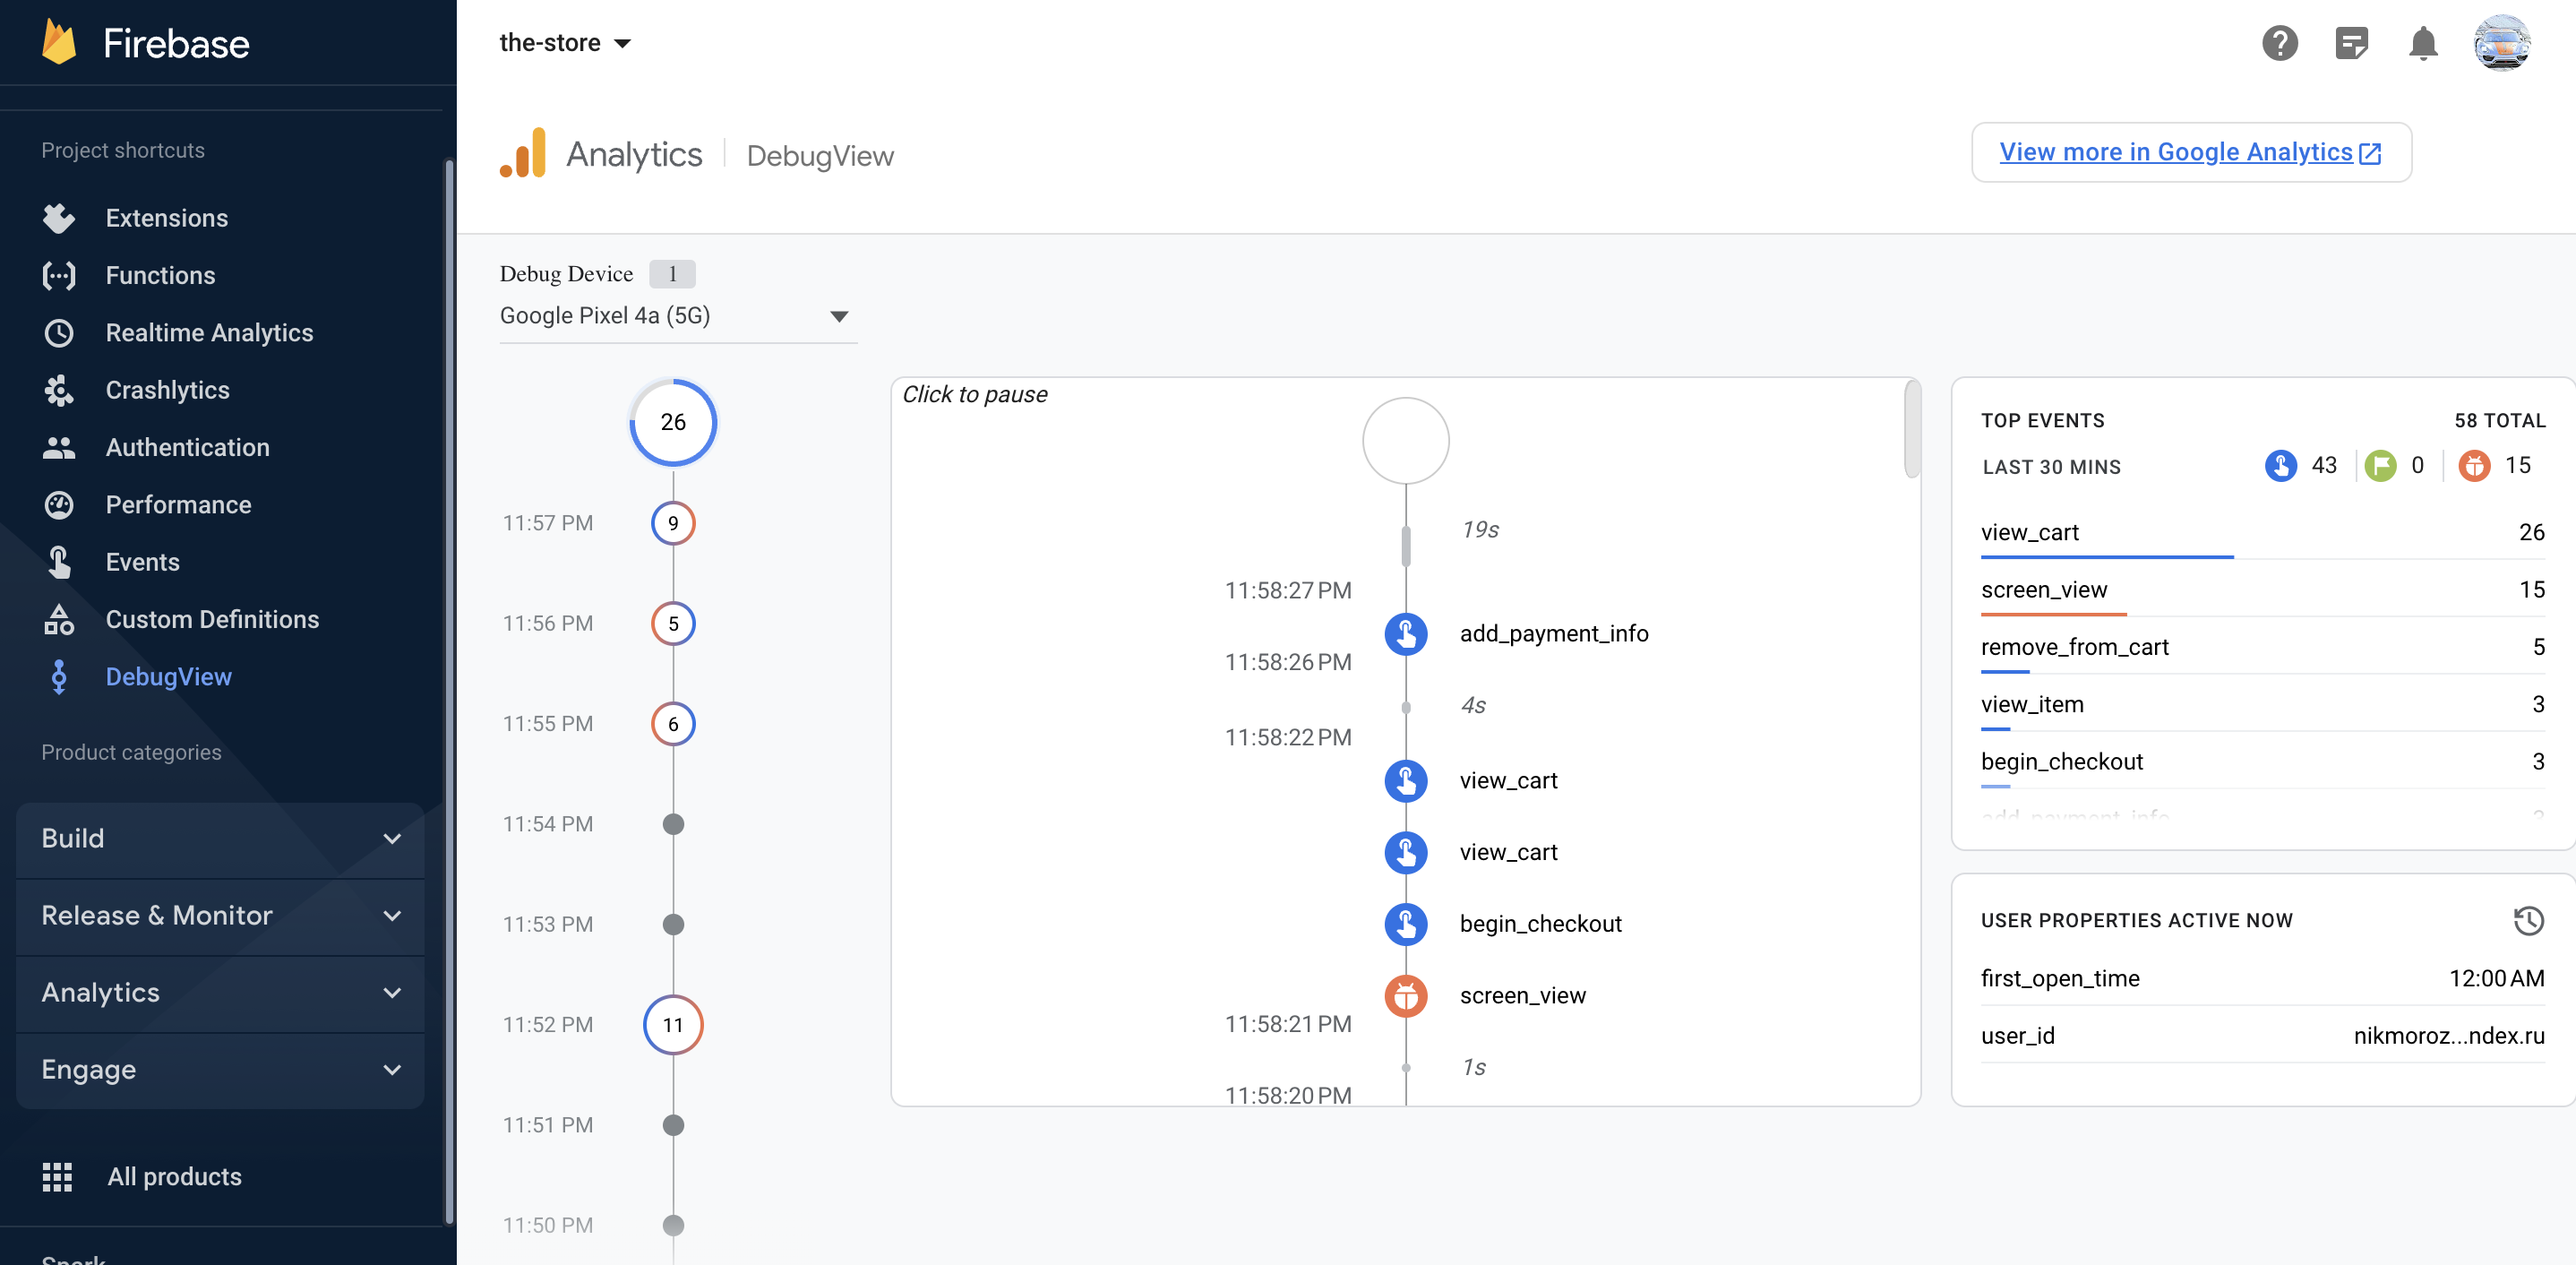 Firebase
Project shortcuts
Extensions
Functions
Realtime Analytics
Crashlytics
Authentication
Performance
Events
Custom Definitions
DebugView
Product categories
Build
Release & Monitor
Analytics
Engage
All products
Spark
the-store
Analytics
DebugView
View more in Google Analytics
Debug Device 1
Google Pixel 4a (5G)
26
11:57 PM 9
11:56 PM 5
11:55 PM 6
11:54 PM
11:53 PM
11:52 PM 11
11:51 PM
11:50 PM
Click to pause
19s
11:58:27 PM
add_payment_info
11:58:26 PM
4s
11:58:22 PM
view_cart
view_cart
begin_checkout
screen_view
11:58:21 PM
1s
11:58:20 PM
TOP EVENTS 58 TOTAL
LAST 30 MINS 43 0 15
view_cart 26
screen_view 15
remove_from_cart 5
view_item 3
begin_checkout 3
add_payment_info 3
USER PROPERTIES ACTIVE NOW
first_open_time 12:00 AM
user_id nikmoroz...ndex.ru